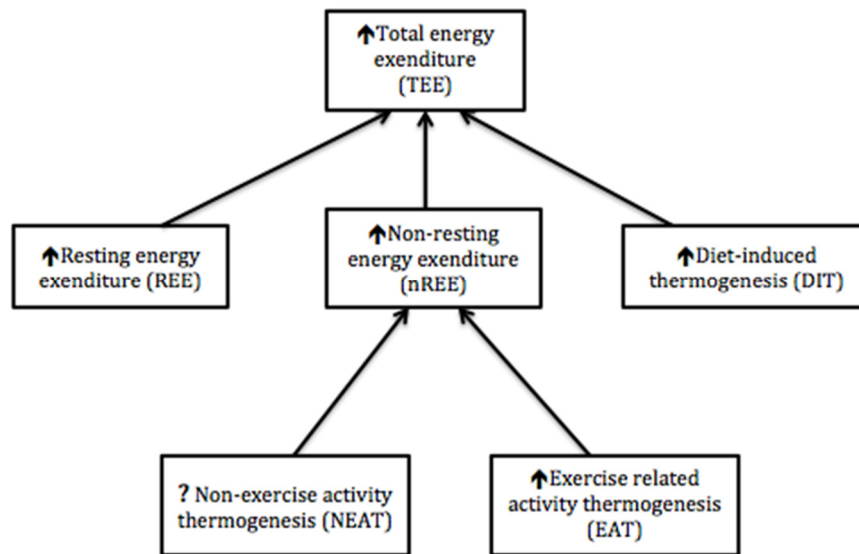 ↑Total energy
exenditure
(TEE)
↑Resting energy
exenditure (REE)
↑Non-resting
energy exenditure
(nREE)
↑Diet-induced
thermogenesis (DIT)
? Non-exercise activity
thermogenesis (NEAT)
↑Exercise related
activity thermogenesis
(EAT)